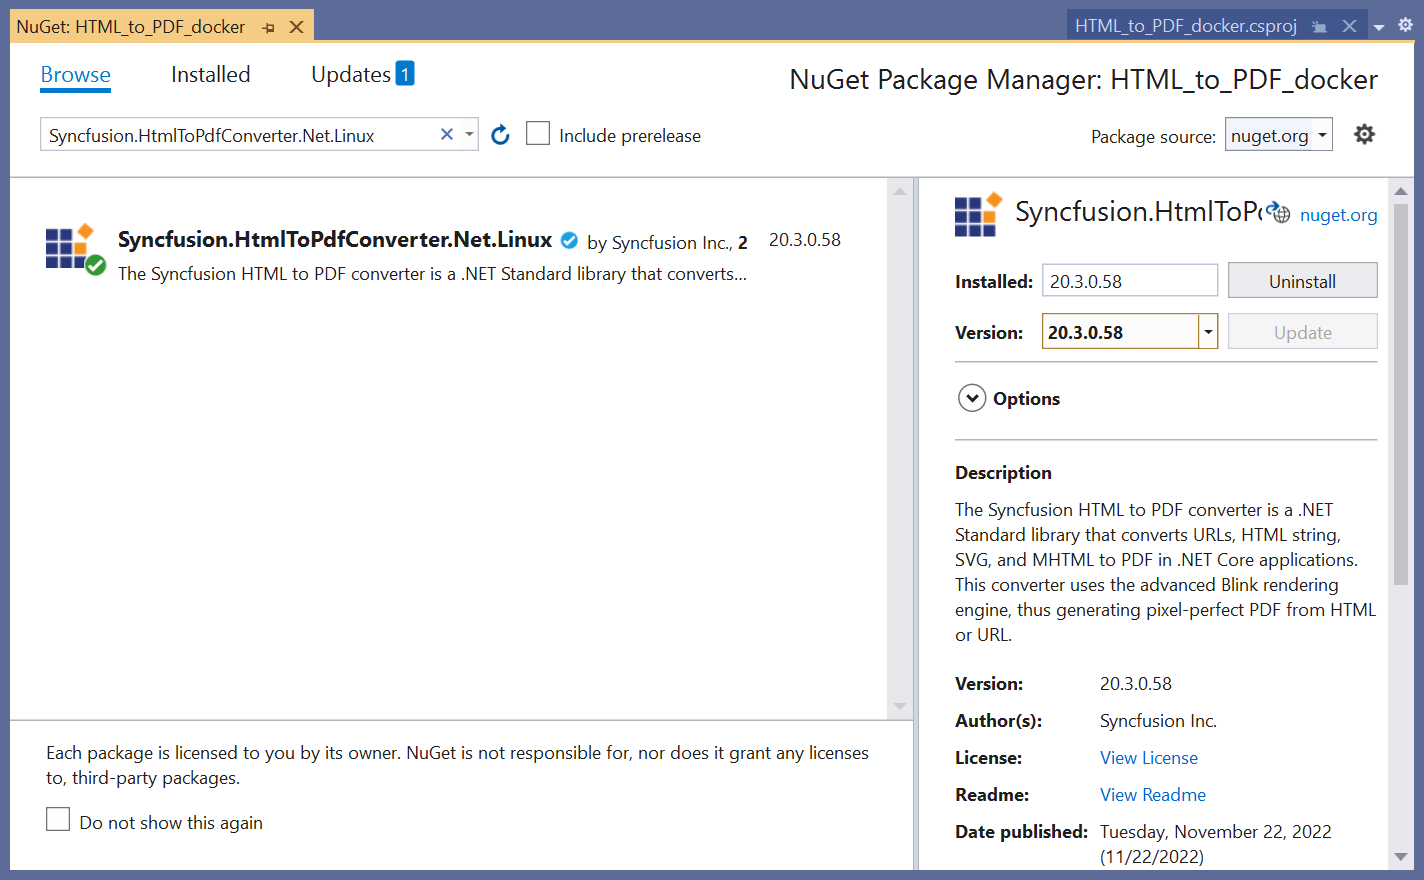 NuGet: HTML_to_PDF_docker
HTML_to_PDF_docker.csproj
Browse
Installed
Updates 1
NuGet Package Manager: HTML_to_PDF_docker
Syncfusion.HtmlToPdfConverter.Net.Linux
Include prerelease
Package source: nuget.org
Syncfusion.HtmlToPdfConverter.Net.Linux by Syncfusion Inc., 2 20.3.0.58
The Syncfusion HTML to PDF converter is a .NET Standard library that converts...
Each package is licensed to you by its owner. NuGet is not responsible for, nor does it grant any licenses
to, third-party packages.
Do not show this again
Syncfusion.HtmlToP nuget.org
Installed: 20.3.0.58 Uninstall
Version: 20.3.0.58 Update
Options
Description
The Syncfusion HTML to PDF converter is a .NET
Standard library that converts URLs, HTML string,
SVG, and MHTML to PDF in .NET Core applications.
This converter uses the advanced Blink rendering
engine, thus generating pixel-perfect PDF from HTML
or URL.
Version: 20.3.0.58
Author(s): Syncfusion Inc.
License: View License
Readme: View Readme
Date published: Tuesday, November 22, 2022
(11/22/2022)